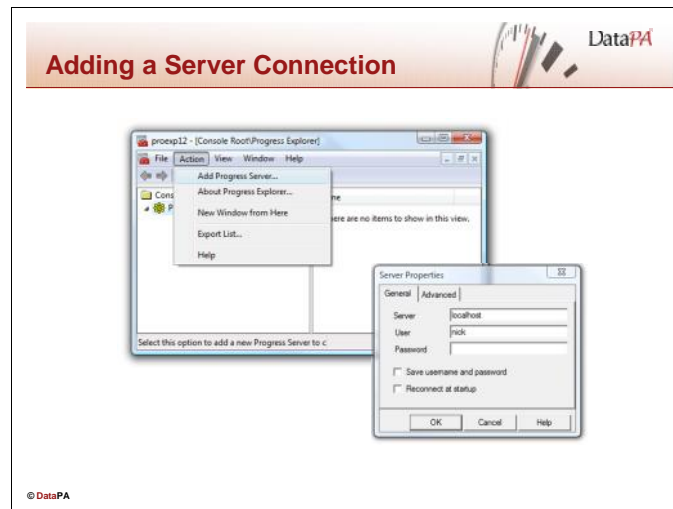 DataPA
Adding a Server Connection
proexp12 - [Console Root\Progress Explorer]
File Action View Window Help
Add Progress Server...
About Progress Explorer...
New Window from Here
Export List...
Help
Cons
P
me
here are no items to show in this view.
Select this option to add a new Progress Server to c
Server Properties
General Advanced
Server localhost
User nick
Password
Save username and password
Reconnect at startup
OK Cancel Help
© DataPA